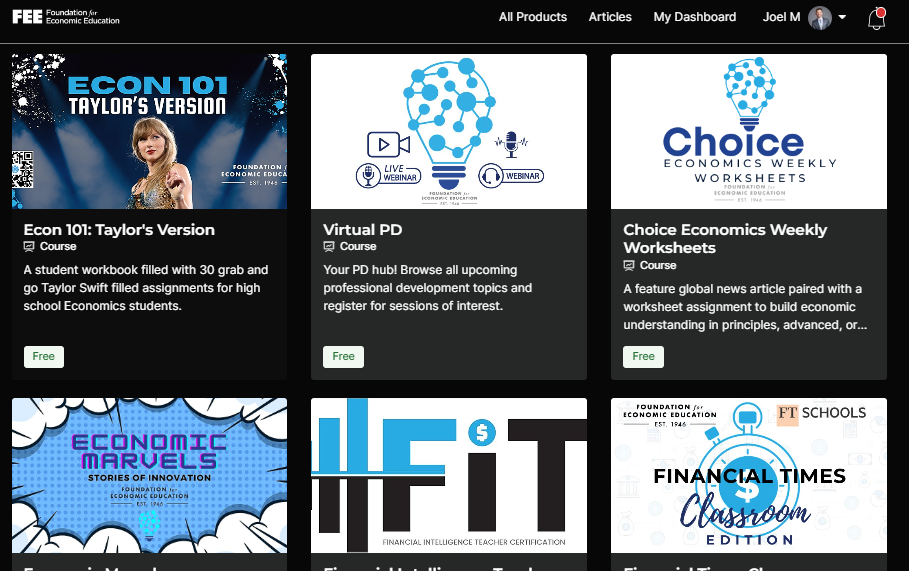 FEE Foundation for
Economic Education
All Products Articles My Dashboard Joel M
ECON 101
TAYLOR'S VERSION
FOUNDATION f
ECONOMIC EDUCA
EST. 1946
LIVE
WEBINAR
WEBINAR
FOUNDATION for
ECONOMIC EDUCATION
EST. 1946
Choice
ECONOMICS WEEKLY
WORKSHEETS
FOUNDATION for
ECONOMIC EDUCATION
EST. 1946
Econ 101: Taylor's Version
Course
A student workbook filled with 30 grab and
go Taylor Swift filled assignments for high
school Economics students.
Free
Virtual PD
Course
Your PD hub! Browse all upcoming
professional development topics and
register for sessions of interest.
Free
Choice Economics Weekly
Worksheets
Course
A feature global news article paired with a
worksheet assignment to build economic
understanding in principles, advanced, or...
Free
ECONOMIC
MARVELS
STORIES OF INNOVATION
FOUNDATION for
ECONOMIC EDUCATION
EST. 1946
FiT
$
FINANCIAL INTELLIGENCE TEACHER CERTIFICATION
FOUNDATION for
ECONOMIC EDUCATION
EST. 1946
FT SCHOOLS
$
FINANCIAL TIMES
Classroom
EDITION